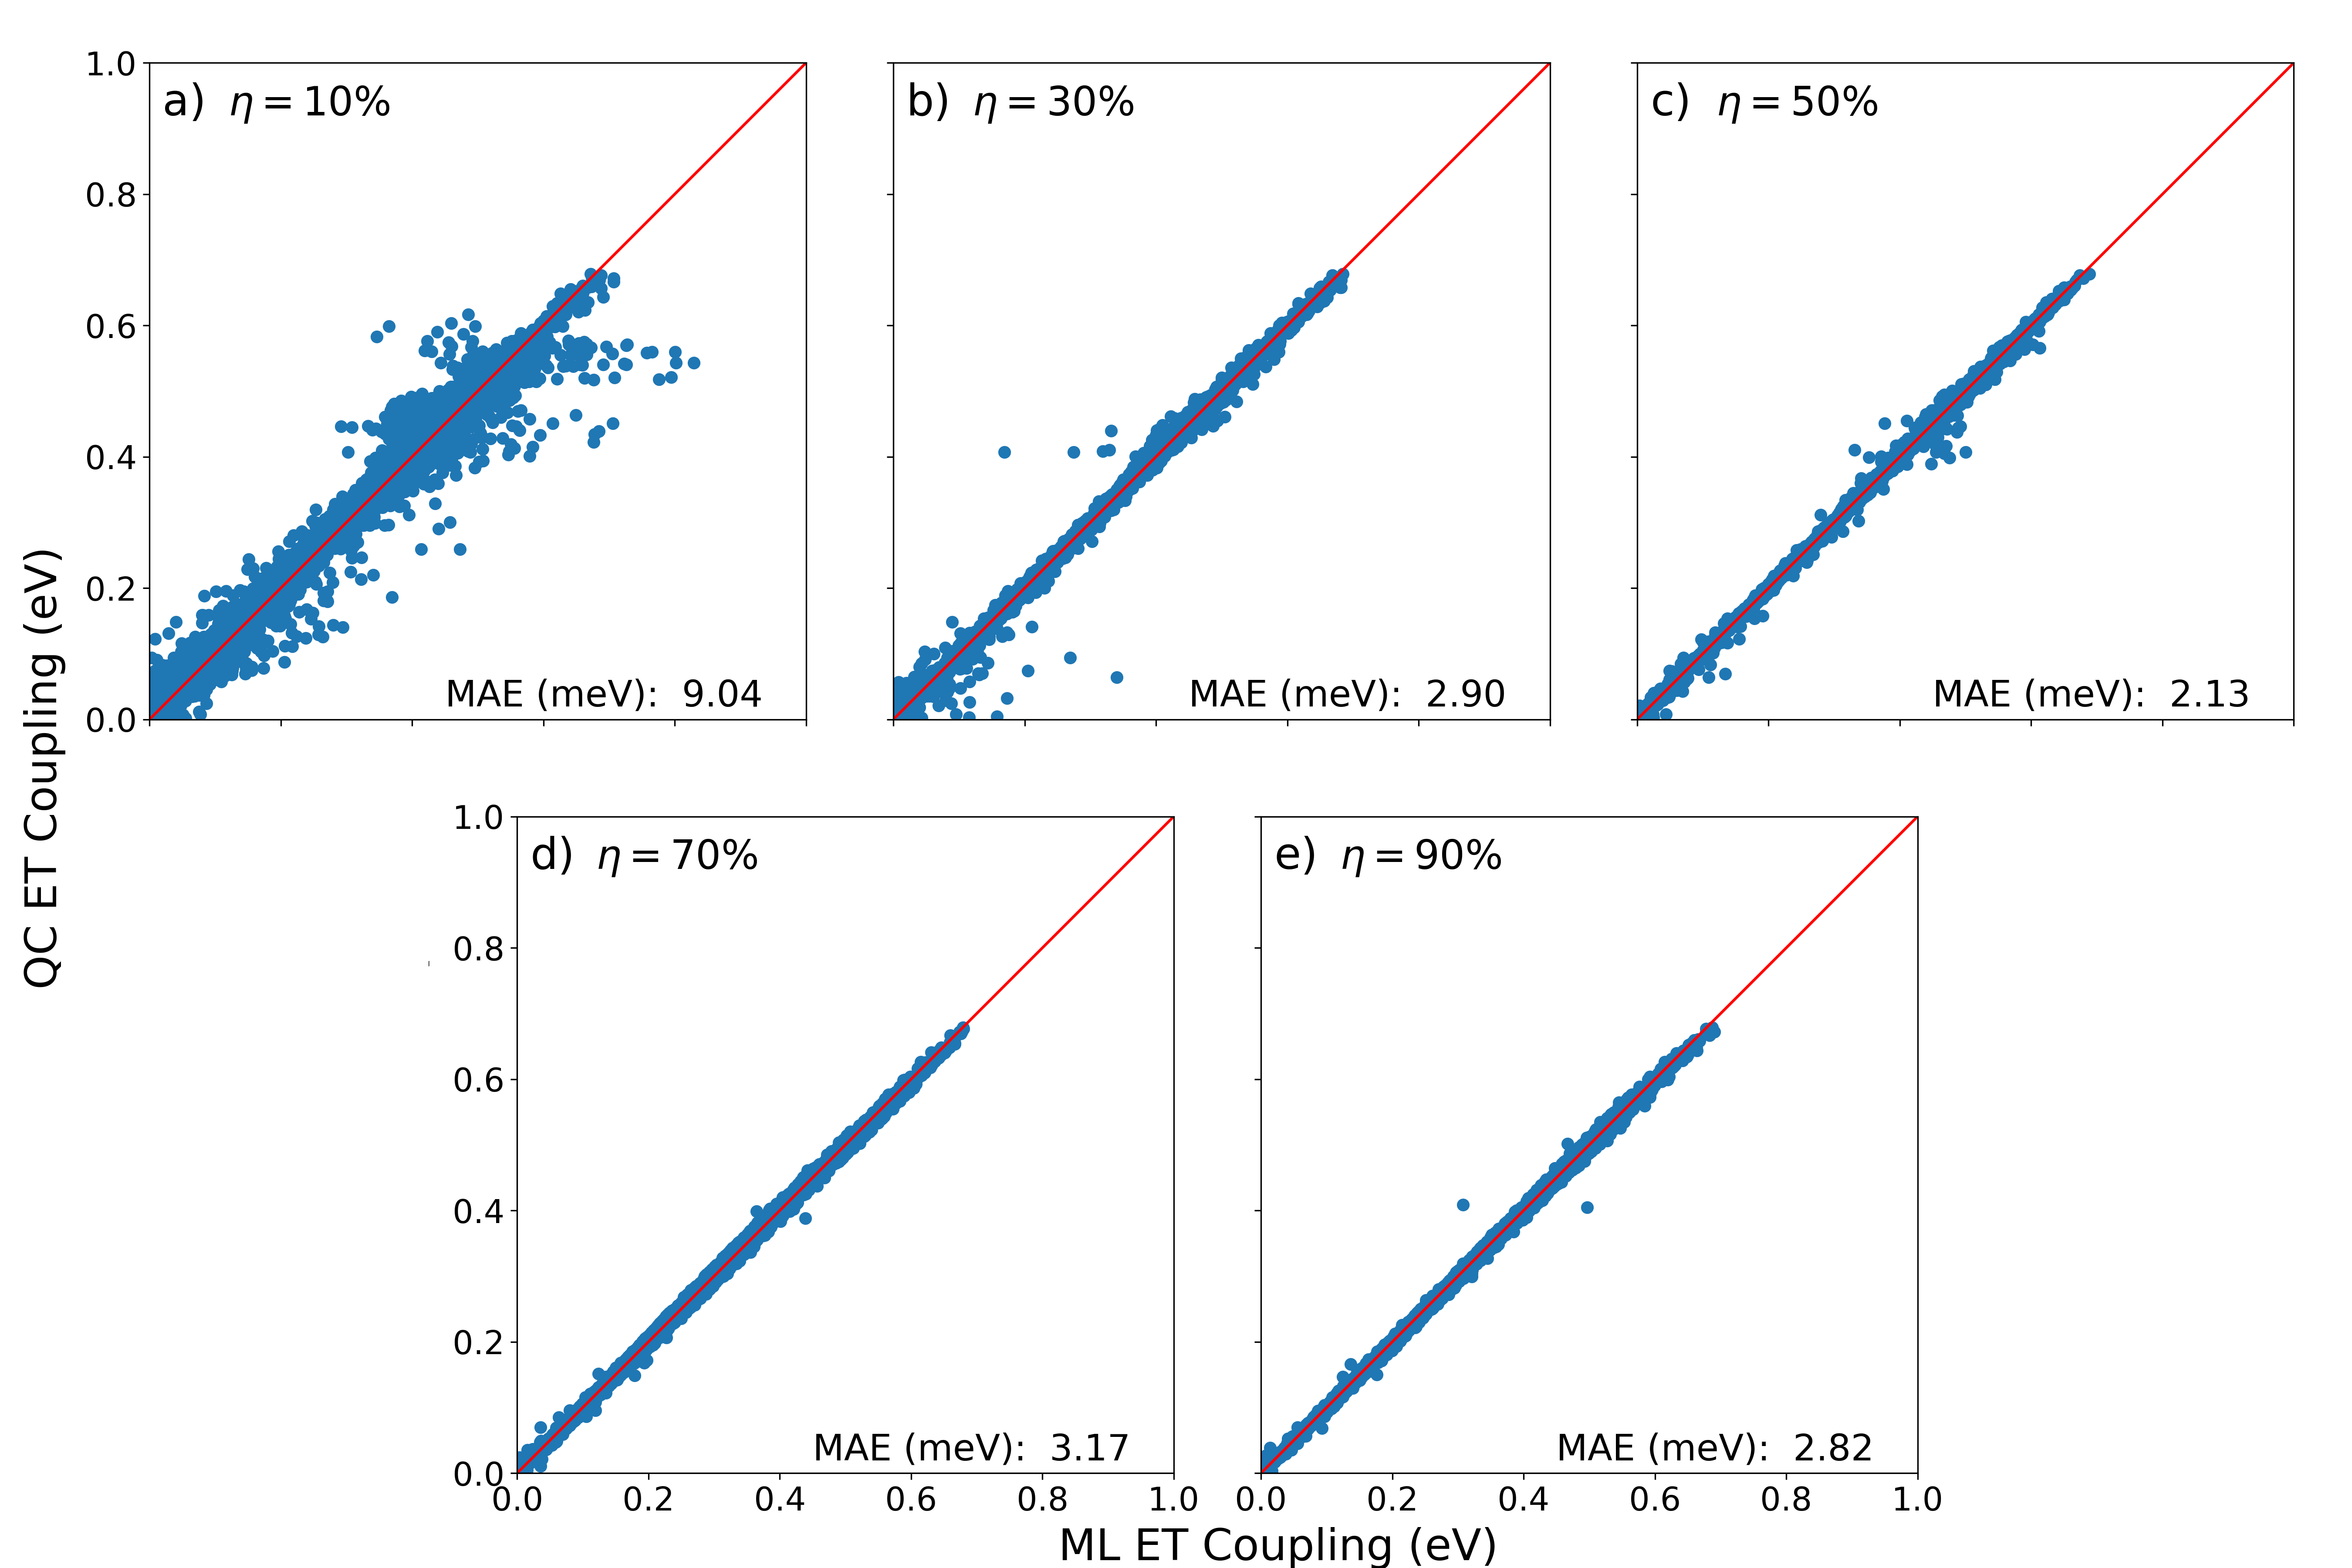 a) η = 10%
b) η = 30%
c) η = 50%
1.0
0.8
0.6
0.4
0.2
0.0
MAE (meV): 9.04
MAE (meV): 2.90
MAE (meV): 2.13
QC ET Coupling (eV)
d) η = 70%
e) η = 90%
1.0
0.8
0.6
0.4
0.2
0.0
MAE (meV): 3.17
MAE (meV): 2.82
0.0 0.2 0.4 0.6 0.8 1.0
0.0 0.2 0.4 0.6 0.8 1.0
ML ET Coupling (eV)